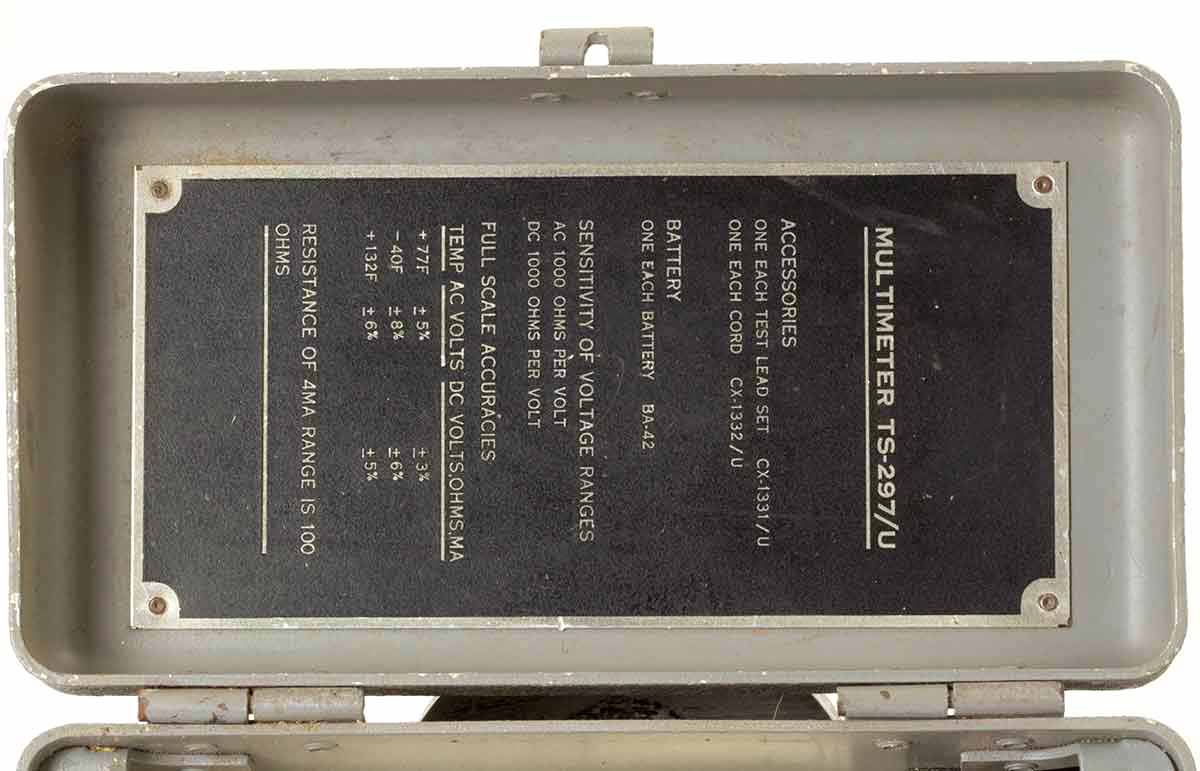 MULTIMETER TS-297/U
ACCESSORIES
ONE EACH TEST LEAD SET CX-1331/U
ONE EACH CORD CX-1332/U
BATTERY
ONE EACH BATTERY BA-42
SENSITIVITY OF VOLTAGE RANGES
AC 1000 OHMS PER VOLT
DC 1000 OHMS PER VOLT
FULL SCALE ACCURACIES
TEMP AC VOLTS DC VOLTS,OHMS,MA
+77F ±5% ±3%
-40F ±8% ±6%
+132F ±6% ±5%
RESISTANCE OF 4MA RANGE IS 100
OHMS